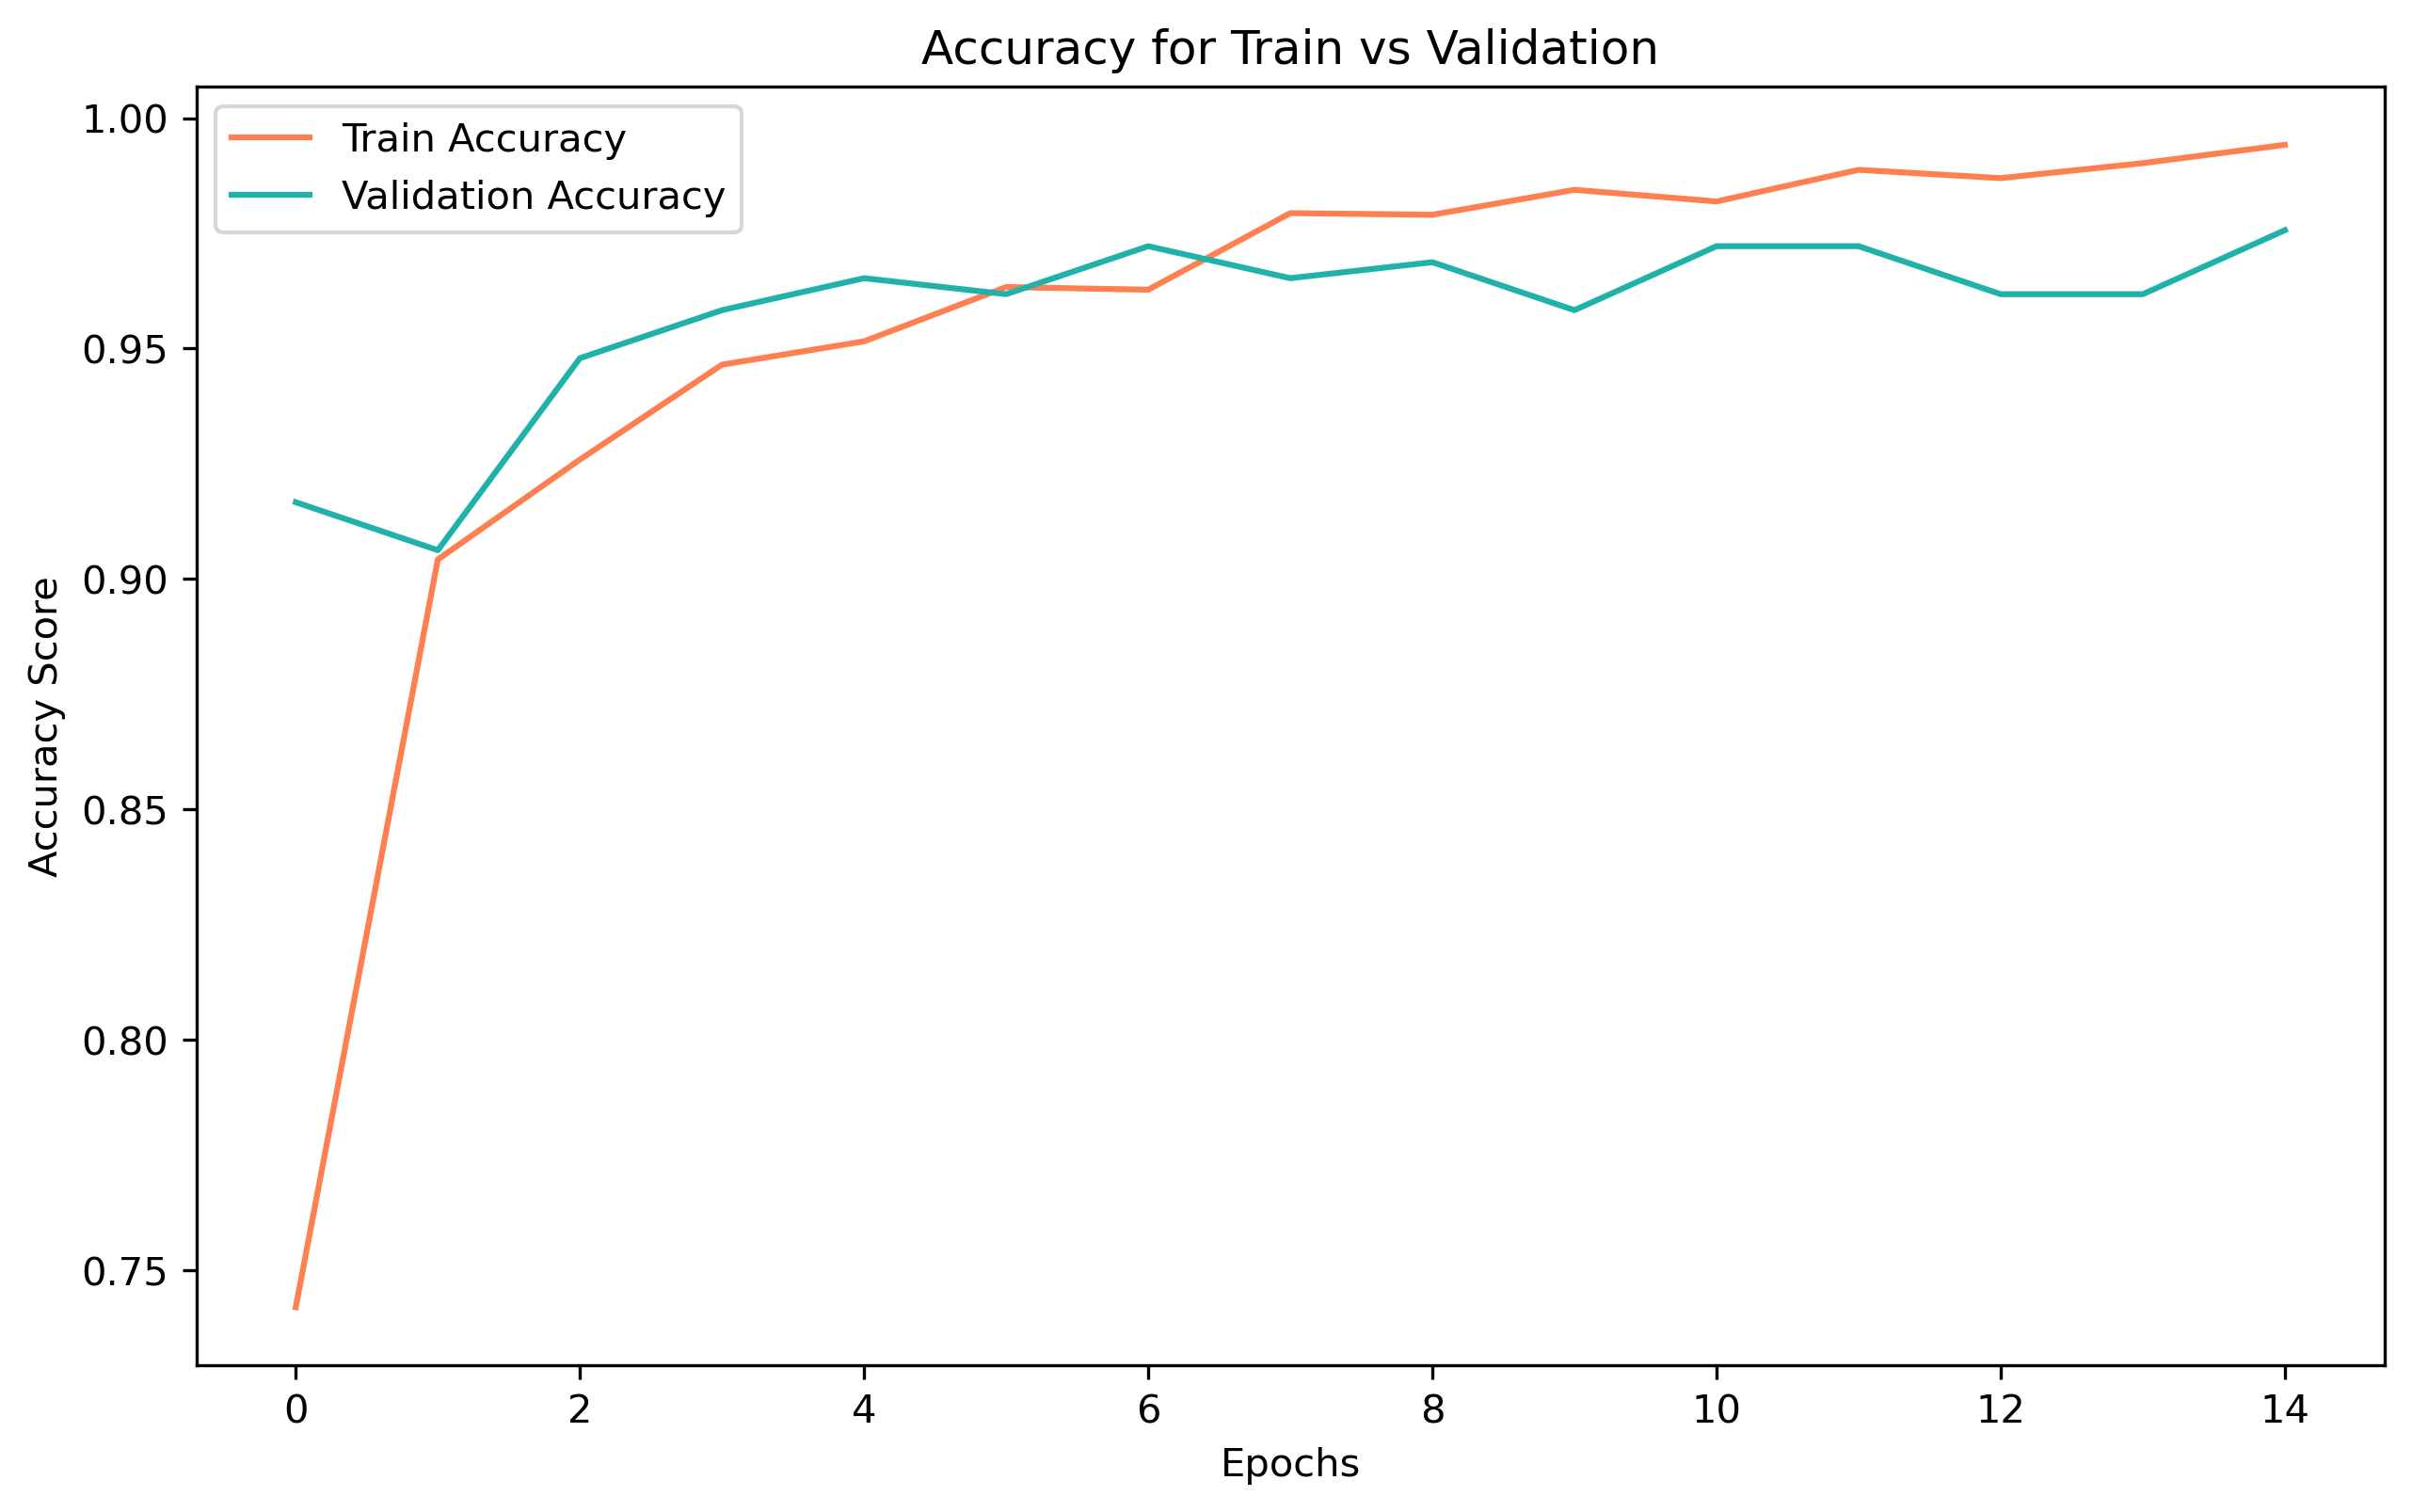 Accuracy for Train vs Validation
Train Accuracy
Validation Accuracy
1.00
0.95
0.90
0.85
0.80
0.75
Accuracy Score
0 2 4 6 8 10 12 14
Epochs